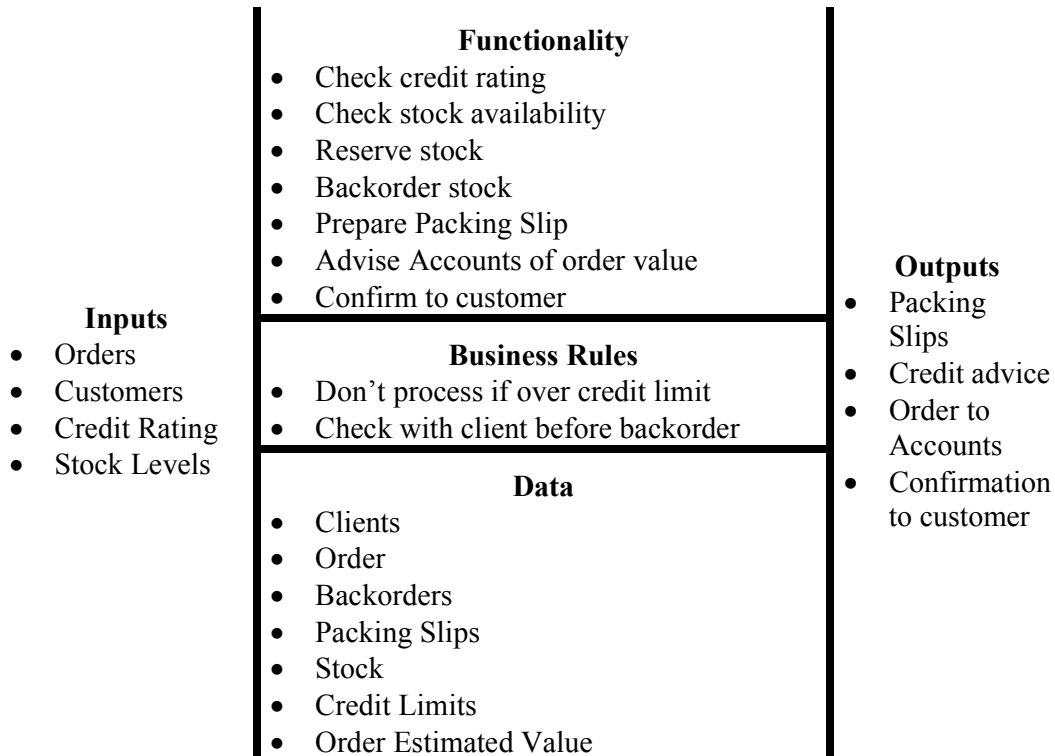 Inputs
• Orders
• Customers
• Credit Rating
• Stock Levels
Functionality
• Check credit rating
• Check stock availability
• Reserve stock
• Backorder stock
• Prepare Packing Slip
• Advise Accounts of order value
• Confirm to customer
Business Rules
• Don’t process if over credit limit
• Check with client before backorder
Data
• Clients
• Order
• Backorders
• Packing Slips
• Stock
• Credit Limits
• Order Estimated Value
Outputs
• Packing
Slips
• Credit advice
• Order to
Accounts
• Confirmation
to customer